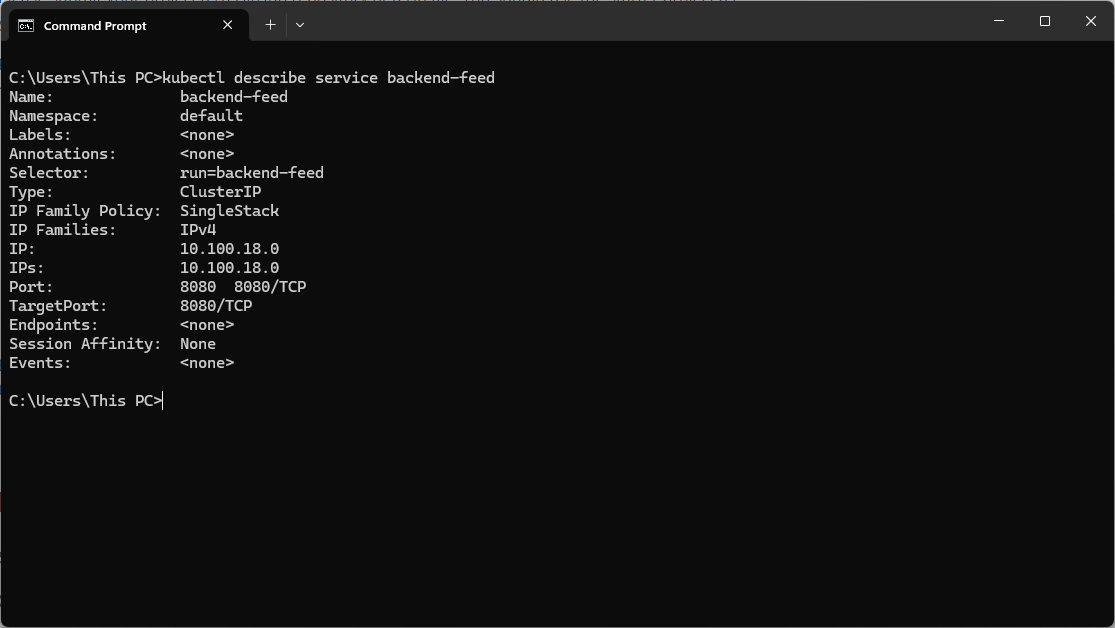 Command Prompt
C:\Users\This PC>kubectl describe service backend-feed
Name:              backend-feed
Namespace:         default
Labels:            <none>
Annotations:       <none>
Selector:          run=backend-feed
Type:              ClusterIP
IP Family Policy:  SingleStack
IP Families:       IPv4
IP:                10.100.18.0
IPs:               10.100.18.0
Port:              8080  8080/TCP
TargetPort:        8080/TCP
Endpoints:         <none>
Session Affinity:  None
Events:            <none>
C:\Users\This PC>